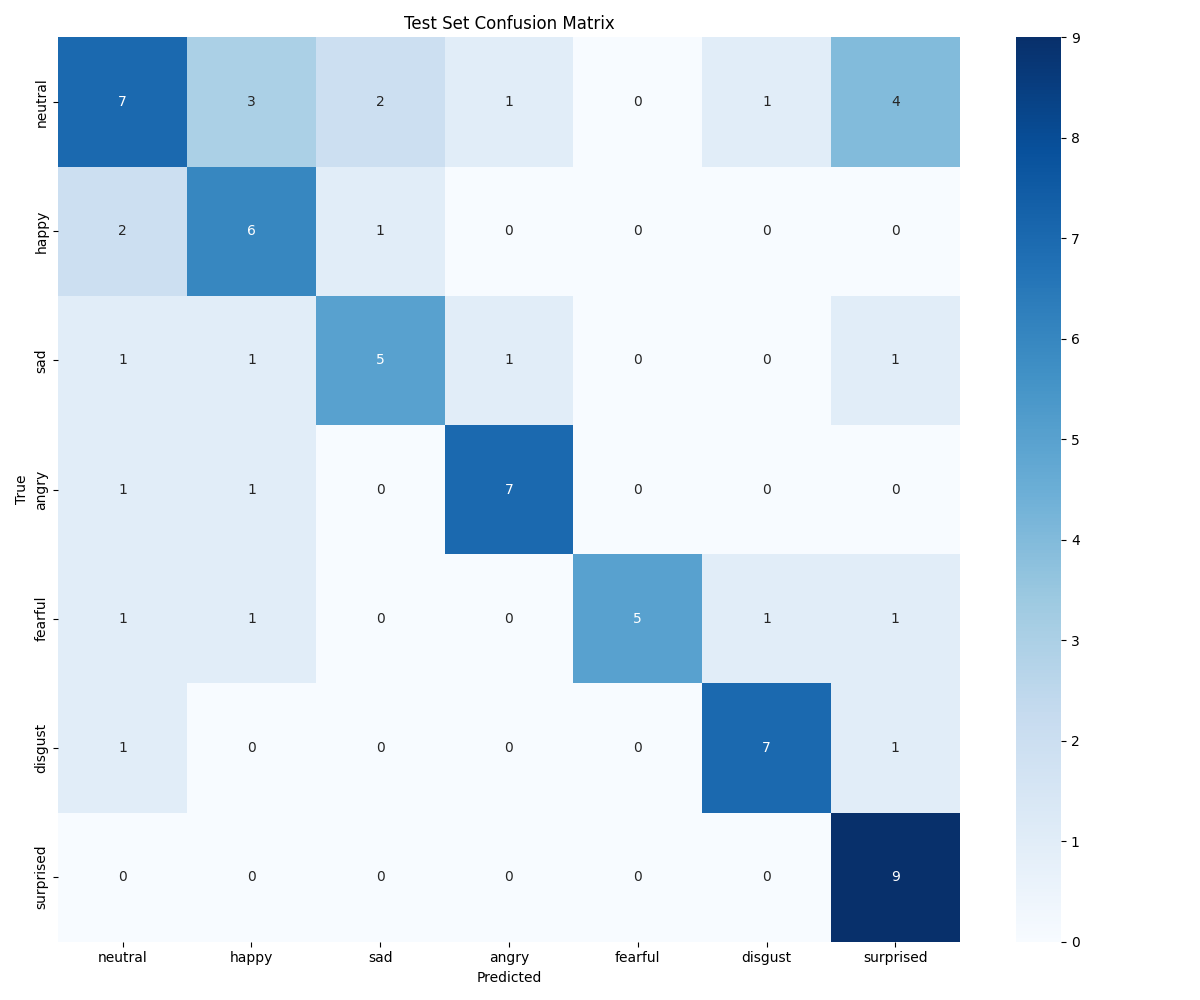 Test Set Confusion Matrix
neutral 7 3 2 1 0 1 4
happy 2 6 1 0 0 0 0
sad 1 1 5 1 0 0 1
angry 1 1 0 7 0 0 0
fearful 1 1 0 0 5 1 1
disgust 1 0 0 0 0 7 1
surprised 0 0 0 0 0 0 9
True
neutral happy sad angry fearful disgust surprised
Predicted
9
8
7
6
5
4
3
2
1
0